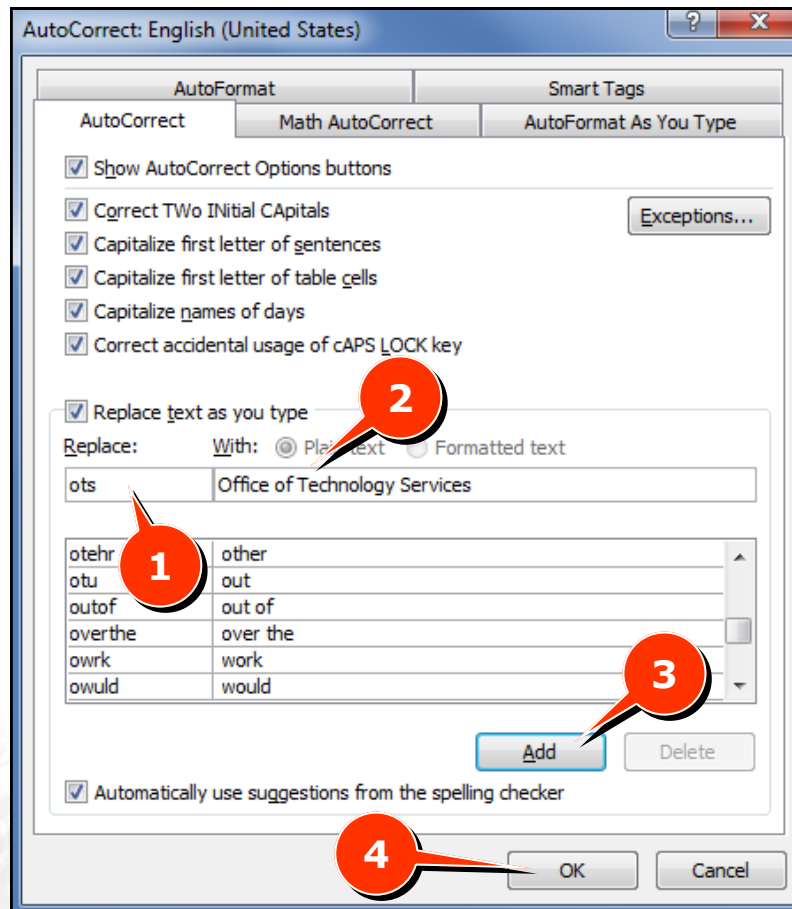 AutoCorrect: English (United States)
? X
AutoFormat Smart Tags
AutoCorrect Math AutoCorrect AutoFormat As You Type
Show AutoCorrect Options buttons
Correct TWo INitial CApitals Exceptions...
Capitalize first letter of sentences
Capitalize first letter of table cells
Capitalize names of days
Correct accidental usage of cAPS LOCK key
2
Replace text as you type
Replace: With: Plain text Formatted text
ots Office of Technology Services
1
otehr other
otu out
outof out of
overthe over the
owrk work
owuld would
3
Add Delete
Automatically use suggestions from the spelling checker
4
OK Cancel